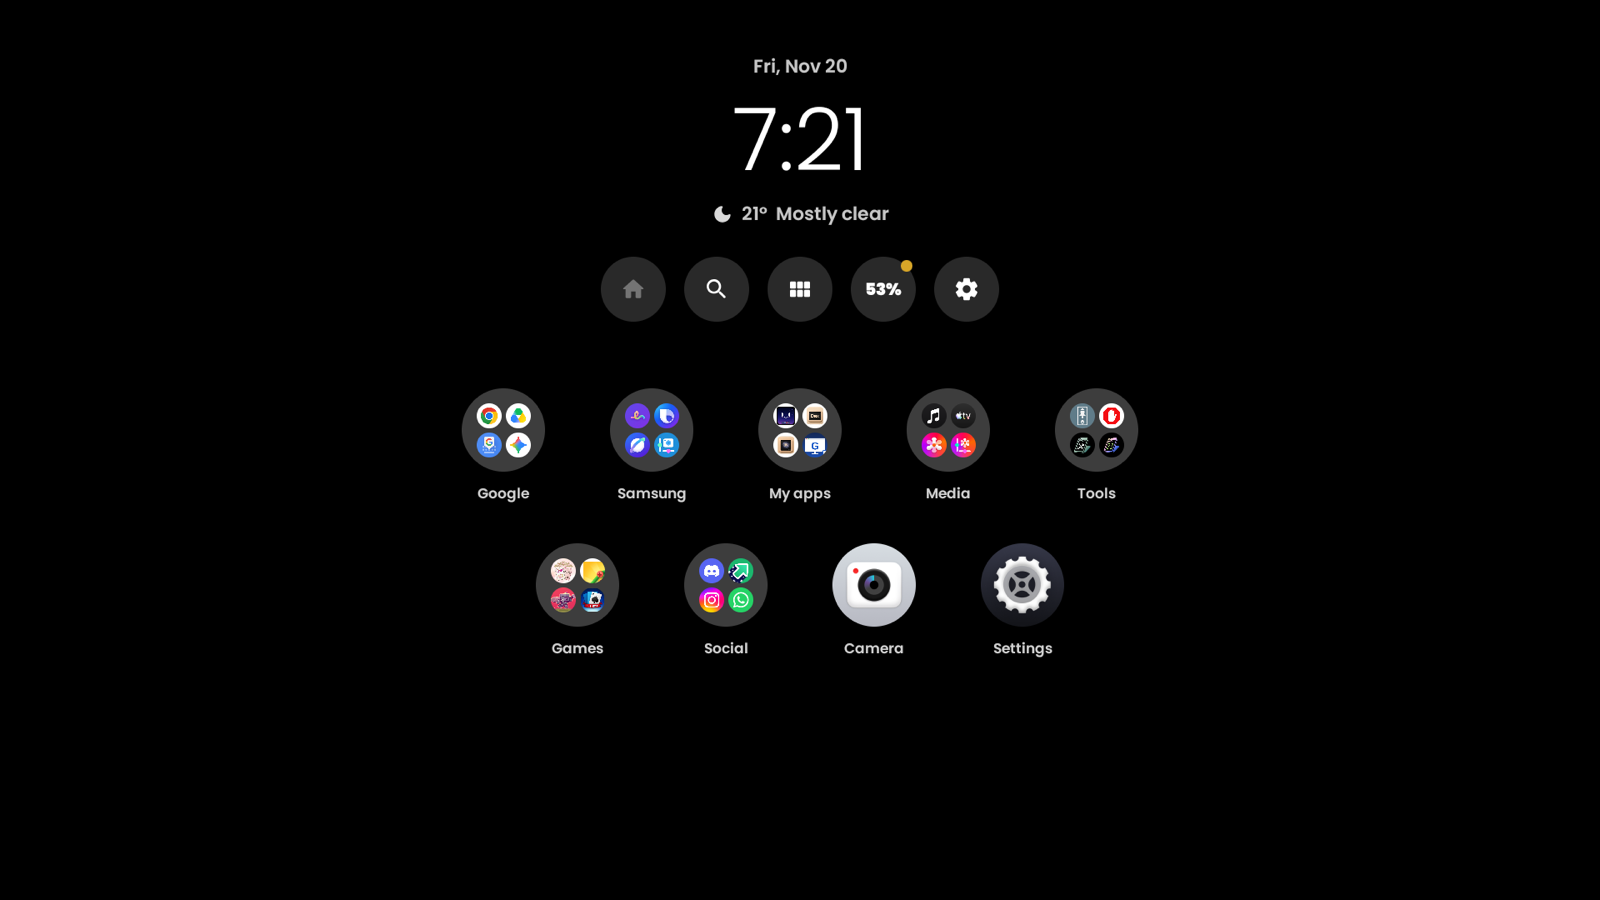 Fri, Nov 20
7:21
21° Mostly clear
53%
Google
Samsung
My apps
Media
Tools
Games
Social
Camera
Settings